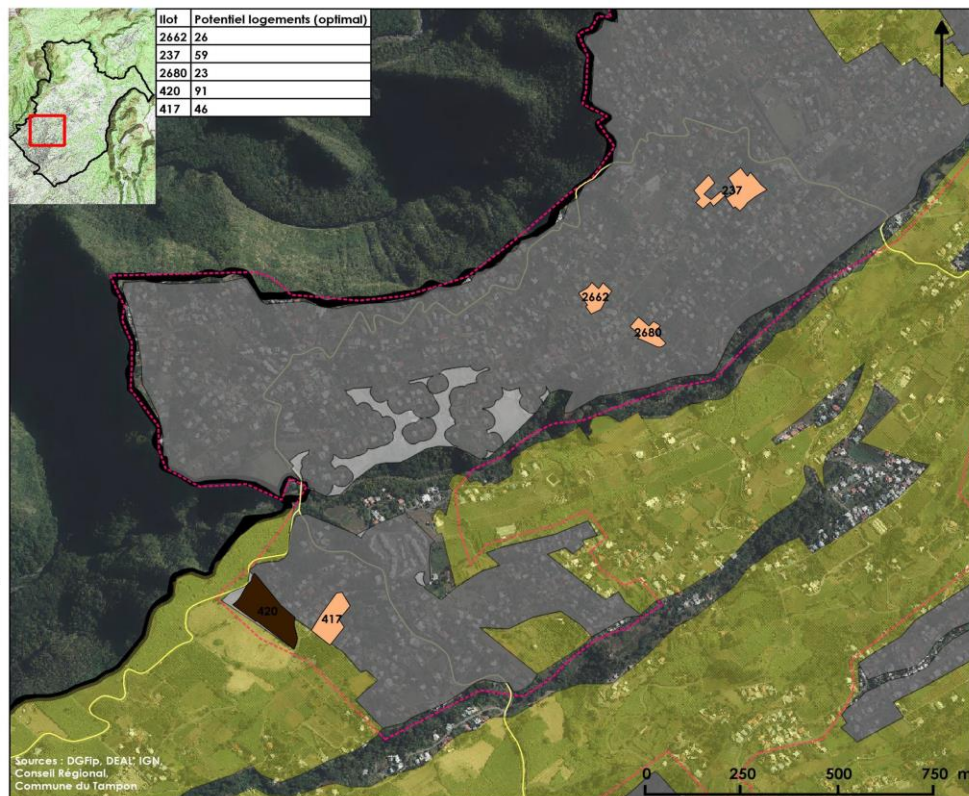 Ilot Potentiel logements (optimal)
2662 26
237 59
2680 23
420 91
417 46
237
2662
2680
420
417
Sources : DGFip, DEAL, IGN,
Conseil Régional,
Commune du Tampon
0 250 500 750 m